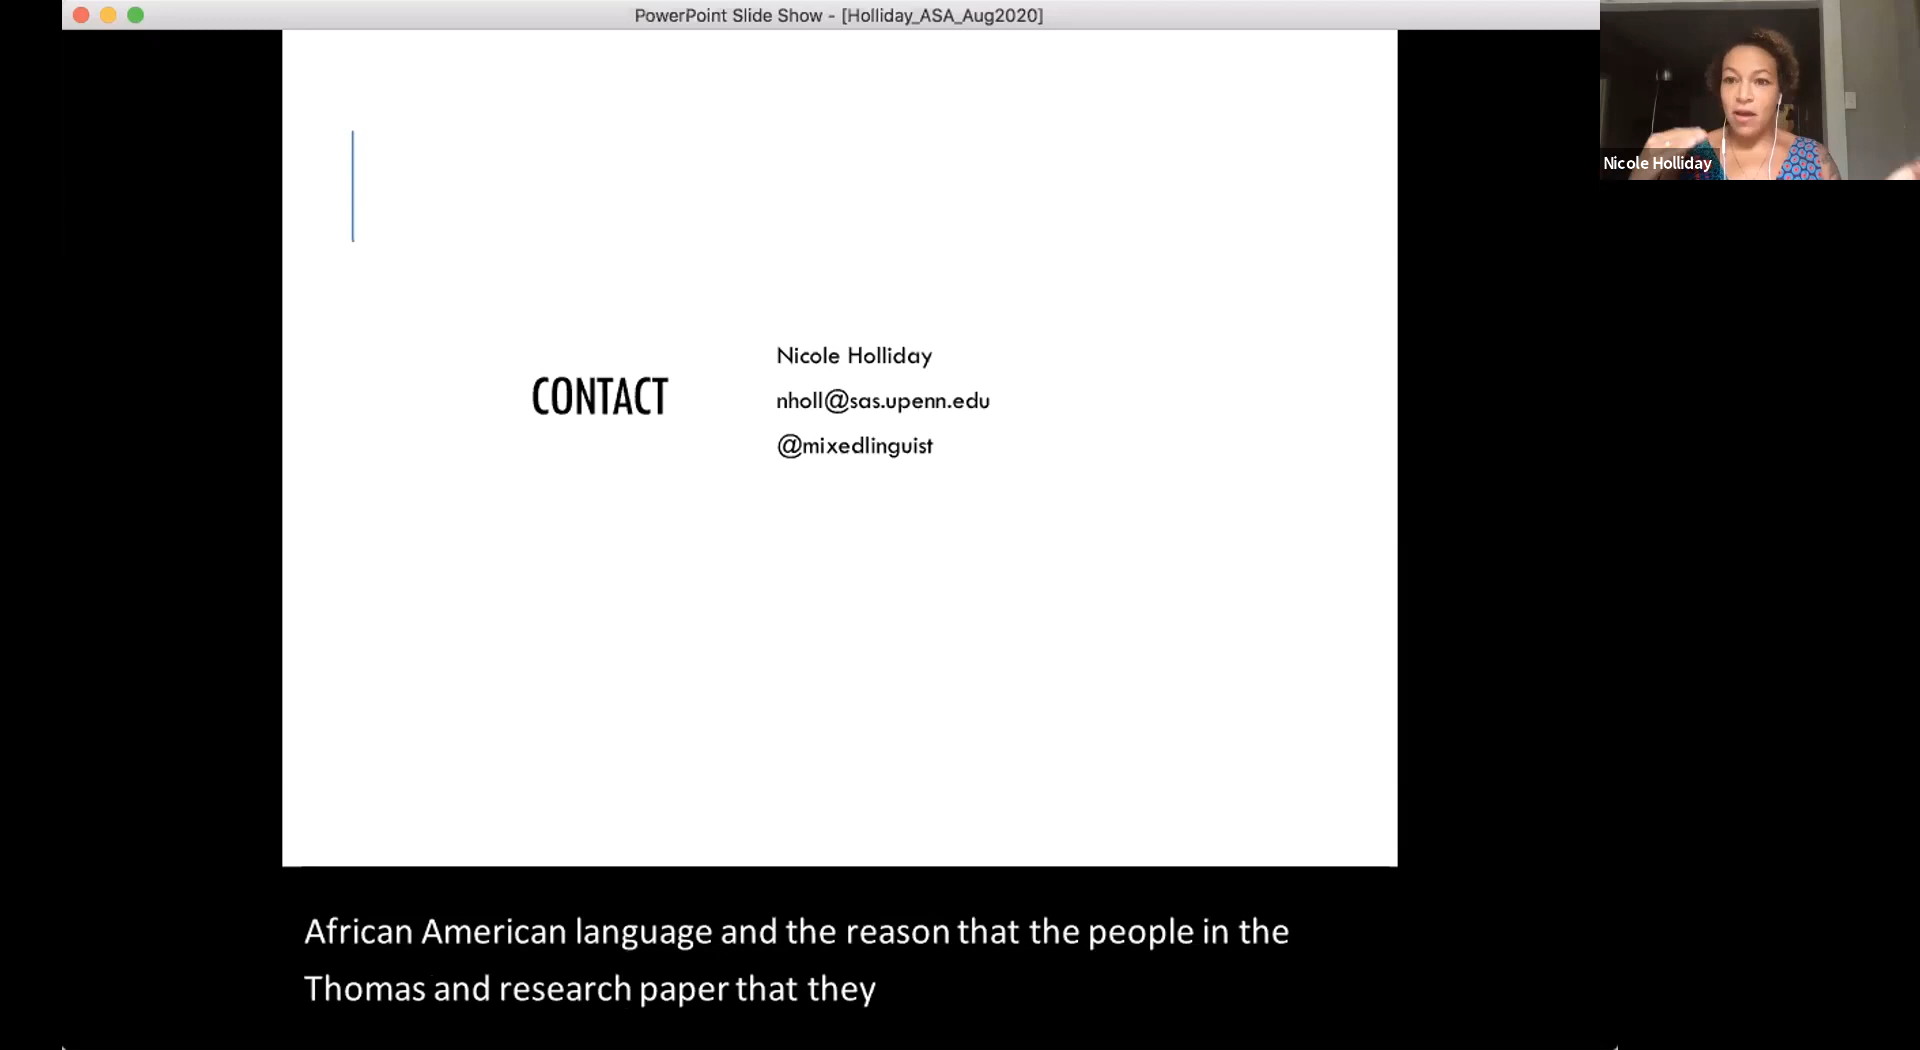 PowerPoint Slide Show - [Holliday_ASA_Aug2020]
Nicole Holliday
CONTACT
Nicole Holliday
nholl@sas.upenn.edu
@mixedlinguist
African American language and the reason that the people in the
Thomas and research paper that they